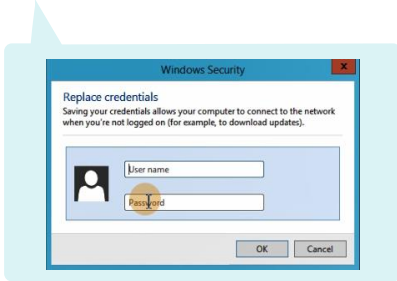 Windows Security
x
Replace credentials
Saving your credentials allows your computer to connect to the network
when you're not logged on (for example, to download updates).
User name
Password
OK Cancel